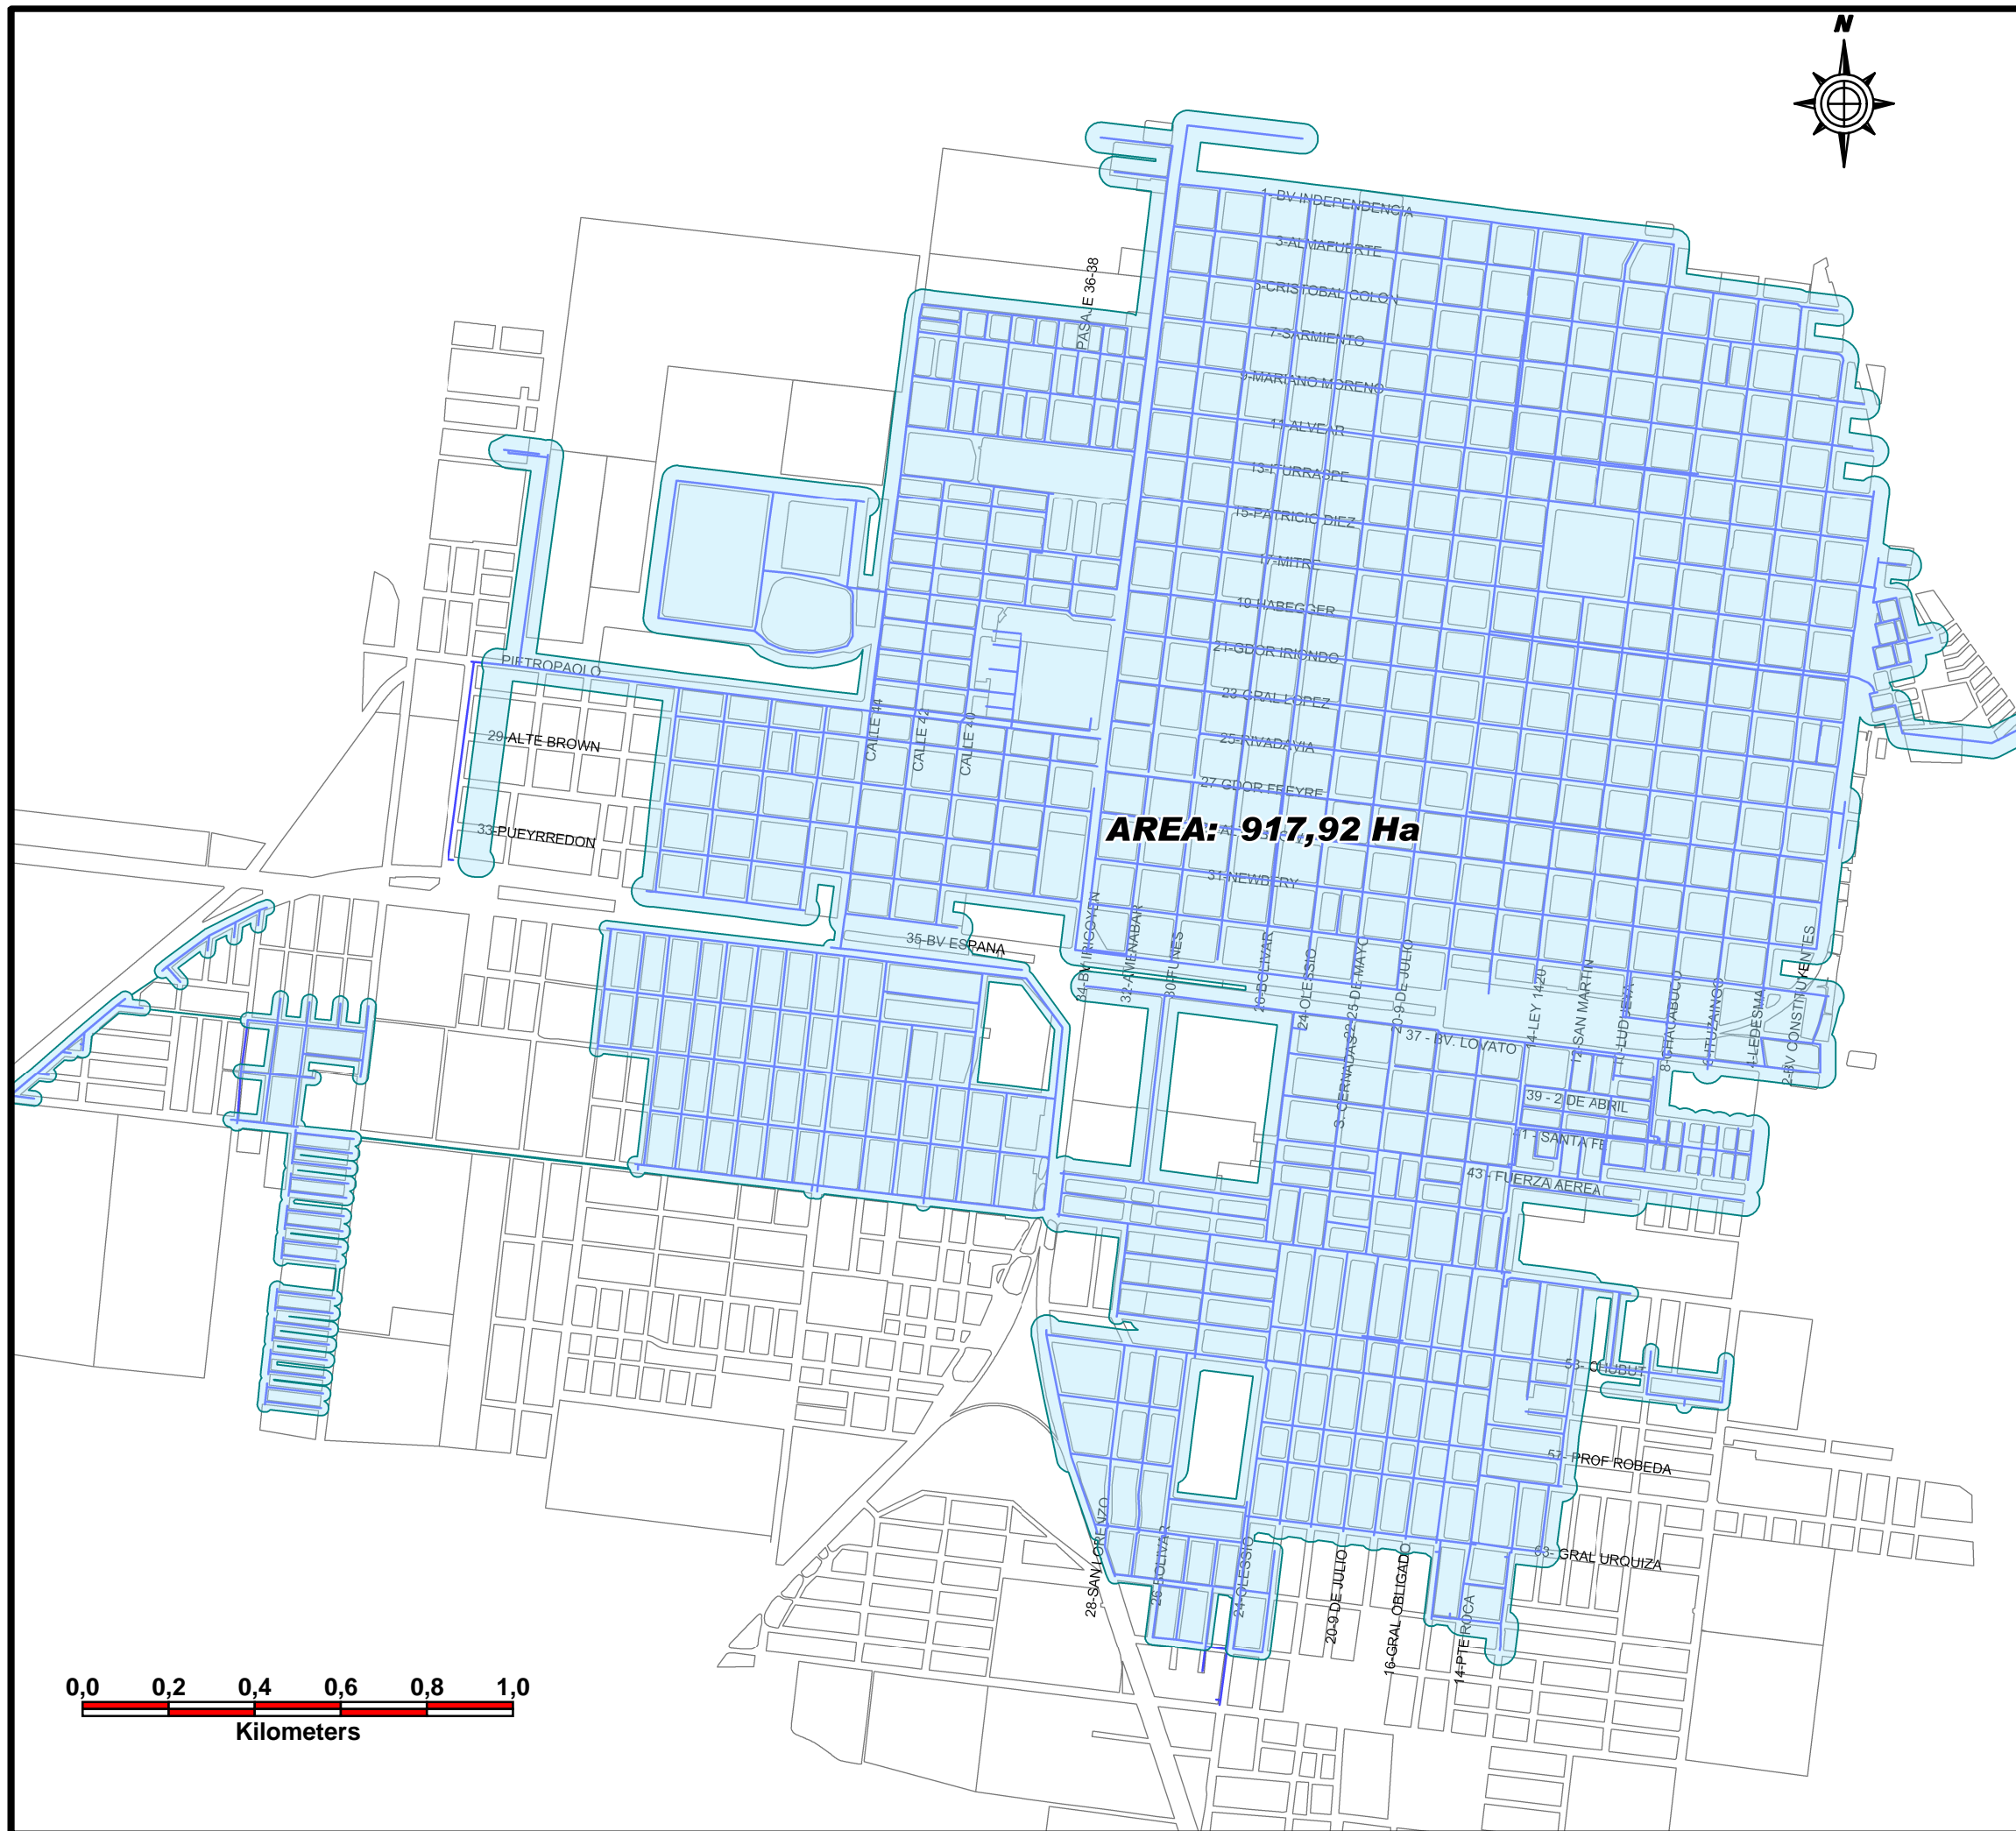 N
1- BV INDEPENDENCIA
3-ALMAFUERTE
5-CRISTOBAL COLON
PASAJE 36-38
7-SARMIENTO
9-MARIANO MORENO
11-ALVEAR
13-ITURRASPE
15-PATRICIO DIEZ
17-MITRE
19-HABEGGER
21-GDOR IRIONDO
PIETROPAOLO
23-GRAL LOPEZ
CALLE 44
CALLE 42
CALLE 40
29-ALTE BROWN
25-RIVADAVIA
27-GDOR FREYRE
AREA: 917,92 Ha
33-PUEYRREDON
31-NEWBERY
35-BV ESPAÑA
34-BV IRIGOYEN
32-AMENABAR
30-FUNES
26-BOLIVAR
24-OLESSIO
22-25-DE-MAYO
20-9 DE JULIO
14-LEY 1420
12-SAN MARTIN
8-CHACABUCO
6-ITUZAINGO
4-LEDESMA
2-BV CONSTITUYENTES
37 - BV. LOVATO
39 - 2 DE ABRIL
41 - SANTA FE
43 - FUERZA AEREA
53- CHUBUT
57- PROF ROBEDA
63- GRAL URQUIZA
28-SAN LORENZO
26-BOLIVAR
24-OLESSIO
20-9 DE JULIO
16-GRAL OBLIGADO
14-PTE ROCA
0,0 0,2 0,4 0,6 0,8 1,0
Kilometers